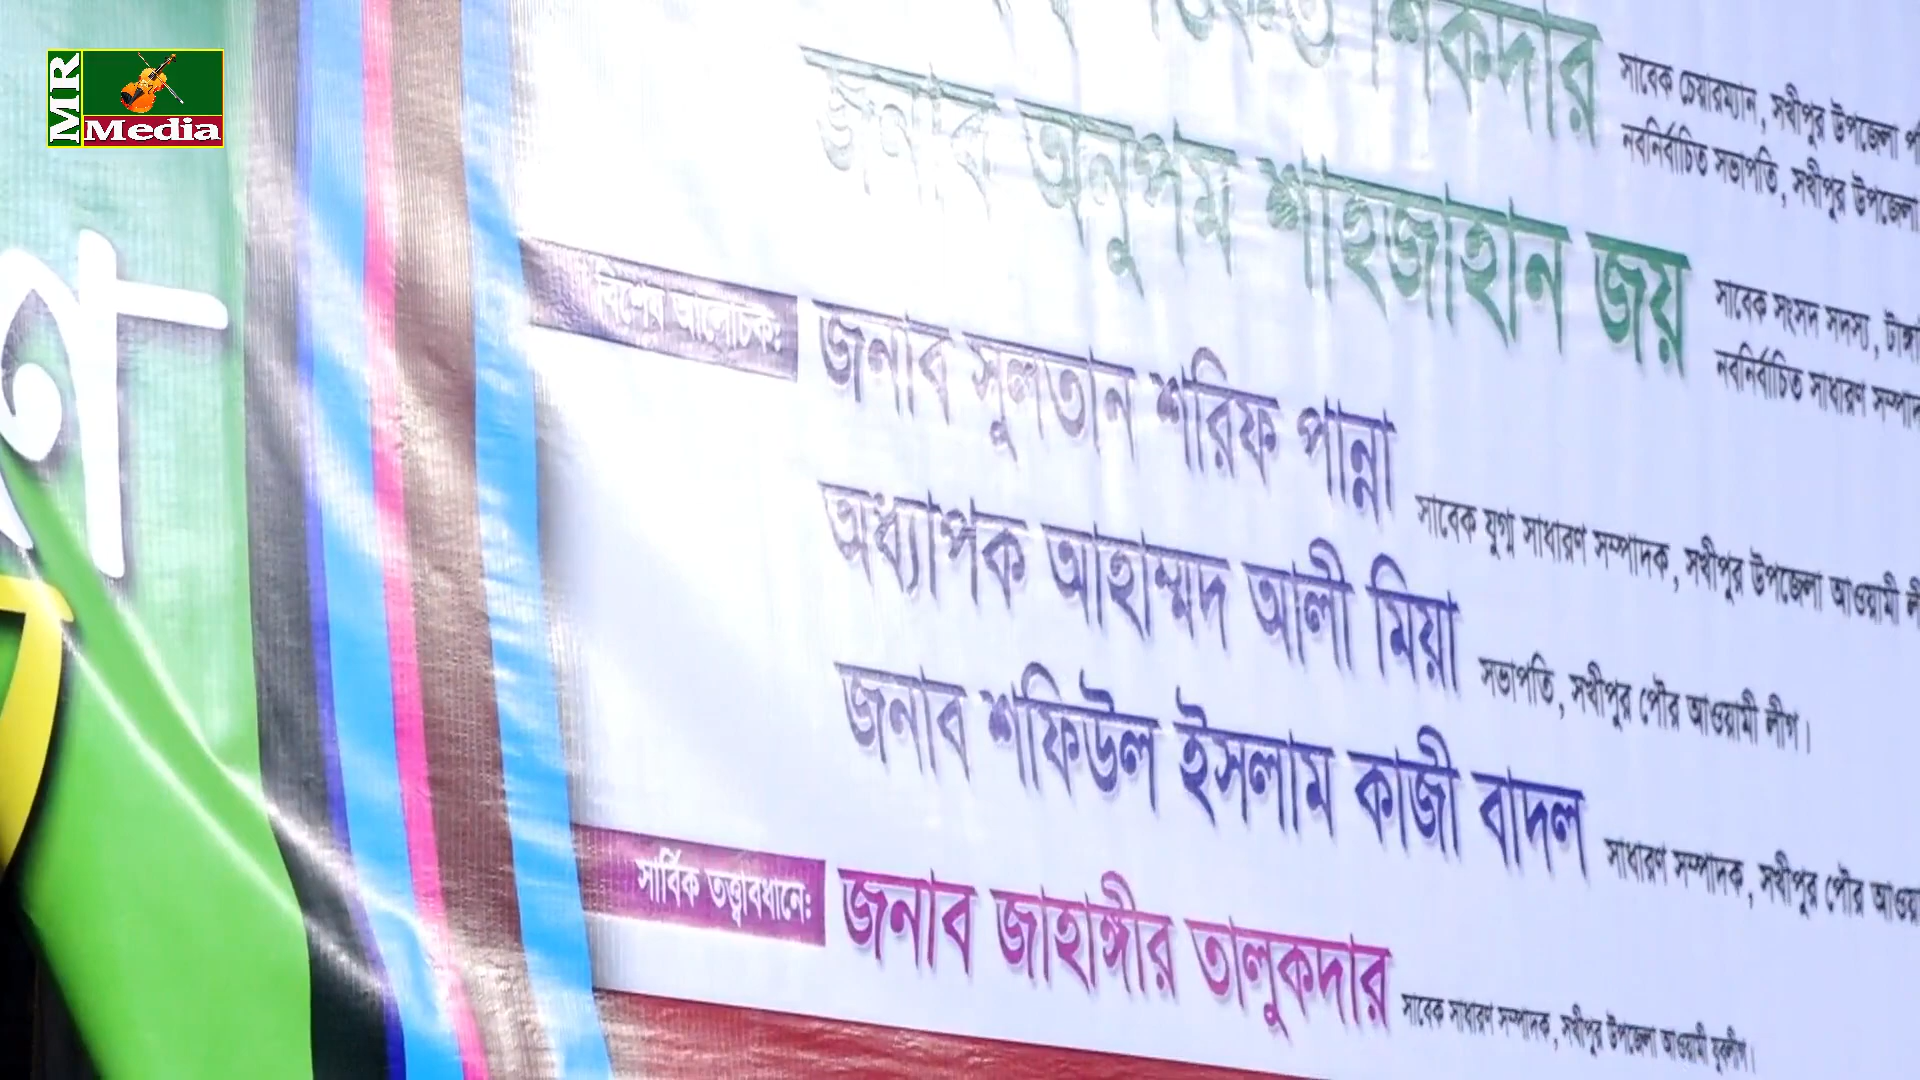 MR
Media
শিকদার
সাবেক চেয়ারম্যান, সখীপুর উপজেলা
নবনির্বাচিত সভাপতি, সখীপুর উপজেলা
জনাব অনুপম শাহজাহান জয়
সাবেক সংসদ সদস্য,
নবনির্বাচিত সাধারণ
বিশেষ আলোচক:
জনাব সুলতান শরিফ পান্না
সাবেক যুগ্ম সাধারণ সম্পাদক, সখীপুর উপজেলা আওয়ামী
অধ্যাপক আহাম্মদ আলী মিয়া
সভাপতি, সখীপুর পৌর আওয়ামী লীগ।
জনাব শফিউল ইসলাম কাজী বাদল
সাধারণ সম্পাদক, সখীপুর পৌর
সার্বিক তত্ত্বাবধানে:
জনাব জাহাঙ্গীর তালুকদার
সাবেক সাধারণ সম্পাদক, সখীপুর উপজেলা আওয়ামী যুবলীগ।